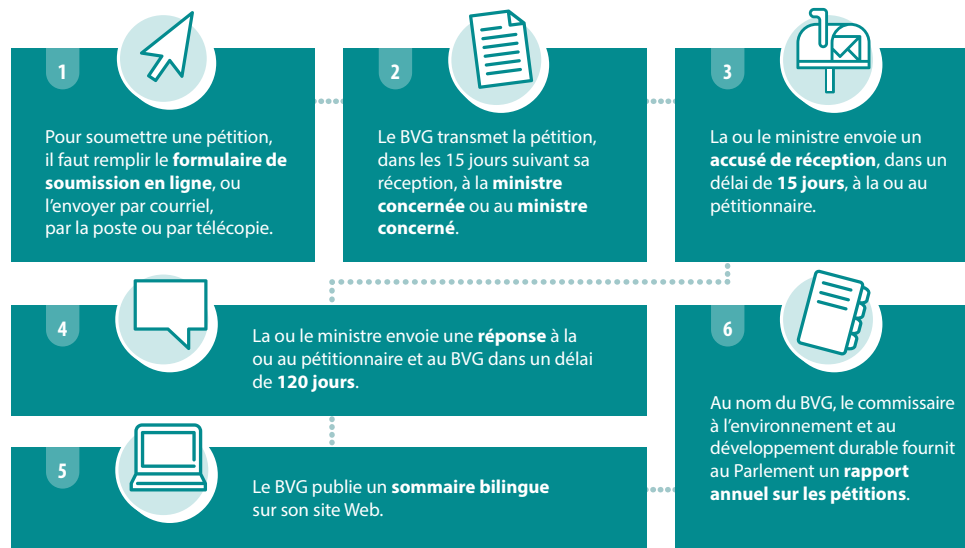 1
Pour soumettre une pétition,
il faut remplir le formulaire de
soumission en ligne, ou
l’envoyer par courriel,
par la poste ou par télécopie.
2
Le BVG transmet la pétition,
dans les 15 jours suivant sa
réception, à la ministre
concernée ou au ministre
concerné.
3
La ou le ministre envoie un
accusé de réception, dans un
délai de 15 jours, à la ou au
pétitionnaire.
4
La ou le ministre envoie une réponse à la
ou au pétitionnaire et au BVG dans un délai
de 120 jours.
5
Le BVG publie un sommaire bilingue
sur son site Web.
6
Au nom du BVG, le commissaire
à l’environnement et au
développement durable fournit
au Parlement un rapport
annuel sur les pétitions.